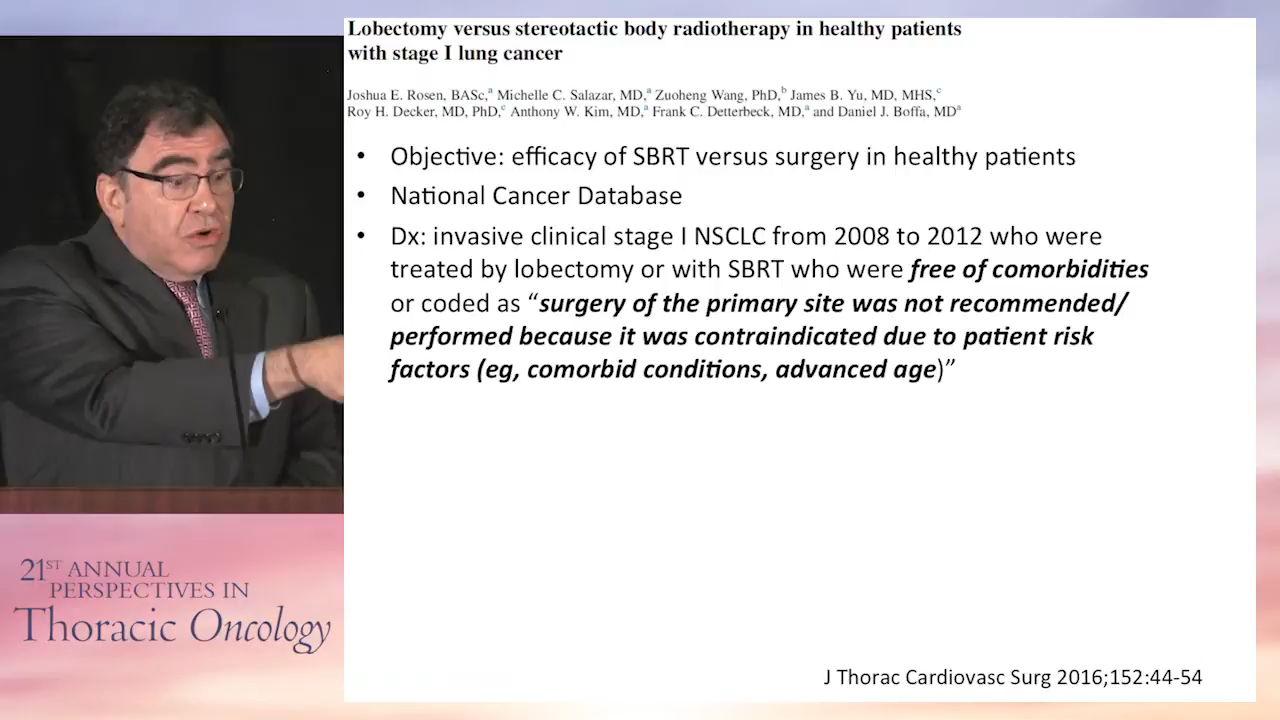 Lobectomy versus stereotactic body radiotherapy in healthy patients
with stage I lung cancer
Joshua E. Rosen, BASc,a Michelle C. Salazar, MD,a Zuoheng Wang, PhD,b James B. Yu, MD, MHS,c
Roy H. Decker, MD, PhD,c Anthony W. Kim, MD,a Frank C. Detterbeck, MD,a and Daniel J. Boffa, MDa
• Objective: efficacy of SBRT versus surgery in healthy patients
• National Cancer Database
• Dx: invasive clinical stage I NSCLC from 2008 to 2012 who were
treated by lobectomy or with SBRT who were free of comorbidities
or coded as “surgery of the primary site was not recommended/
performed because it was contraindicated due to patient risk
factors (eg, comorbid conditions, advanced age)”
J Thorac Cardiovasc Surg 2016;152:44-54
21ST ANNUAL
PERSPECTIVES IN
Thoracic Oncology